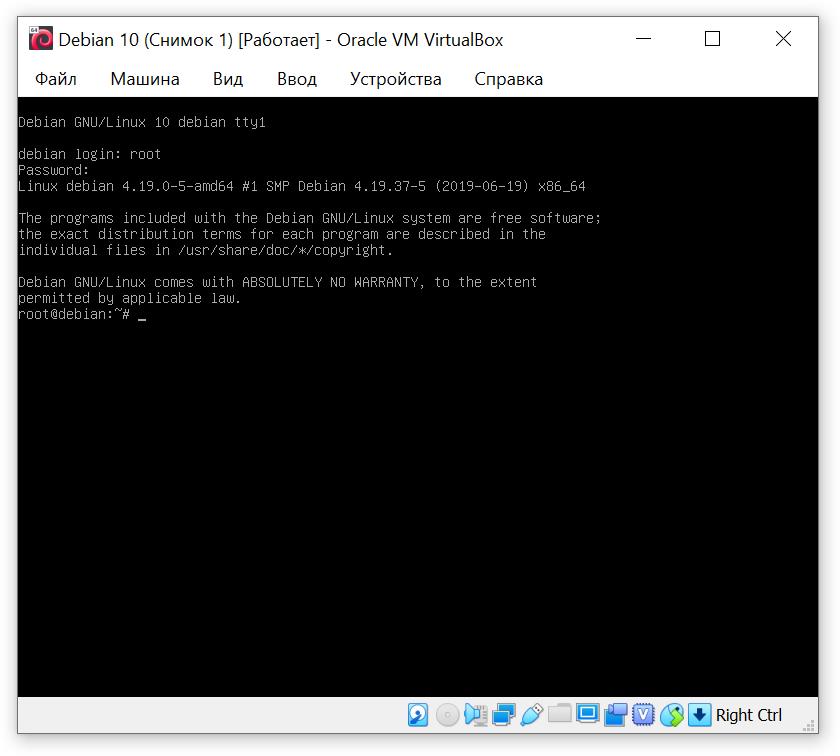 Debian 10 (Снимок 1) [Работает] - Oracle VM VirtualBox
Файл Машина Вид Ввод Устройства Справка
Debian GNU/Linux 10 debian tty1
debian login: root
Password:
Linux debian 4.19.0-5-amd64 #1 SMP Debian 4.19.37-5 (2019-06-19) x86_64
The programs included with the Debian GNU/Linux system are free software;
the exact distribution terms for each program are described in the
individual files in /usr/share/doc/*/copyright.
Debian GNU/Linux comes with ABSOLUTELY NO WARRANTY, to the extent
permitted by applicable law.
root@debian:~# _
Right Ctrl